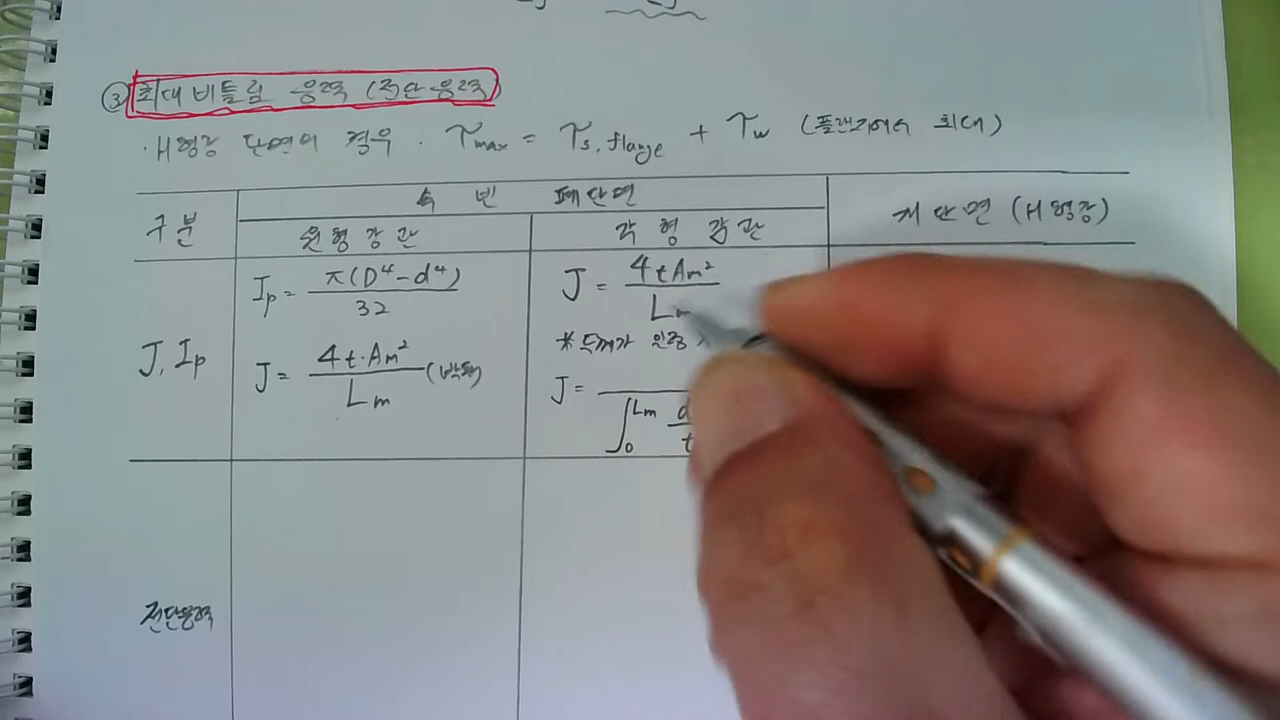 ③ 최대 비틀림 응력 (전단응력)
· H형강 단면의 경우 · τmax = τs, flange + τw (플랜지에서 최대)
구분
속 빈 폐단면
개단면 (H형강)
원형강관
각형강관
J, Ip
Ip = π(D⁴-d⁴) / 32
J = 4t·Am² / Lm (박판)
J = 4tAm² / Lm
* 두께가 일정
J = / ∫₀^Lm
전단응력